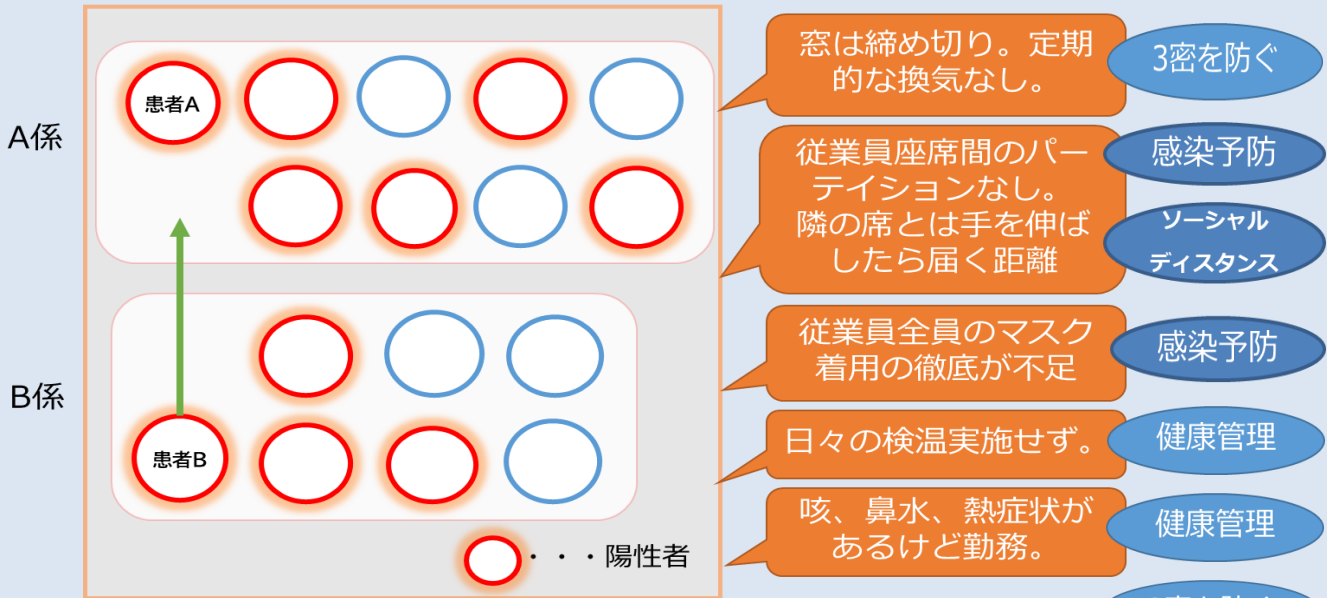 A係
患者A
B係
患者B
・・・陽性者
窓は締め切り。定期
的な換気なし。
3密を防ぐ
従業員座席間のパー
テイションなし。
隣の席とは手を伸ば
したら届く距離
感染予防
ソーシャル
ディスタンス
従業員全員のマスク
着用の徹底が不足
感染予防
日々の検温実施せず。
健康管理
咳、鼻水、熱症状が
あるけど勤務。
健康管理